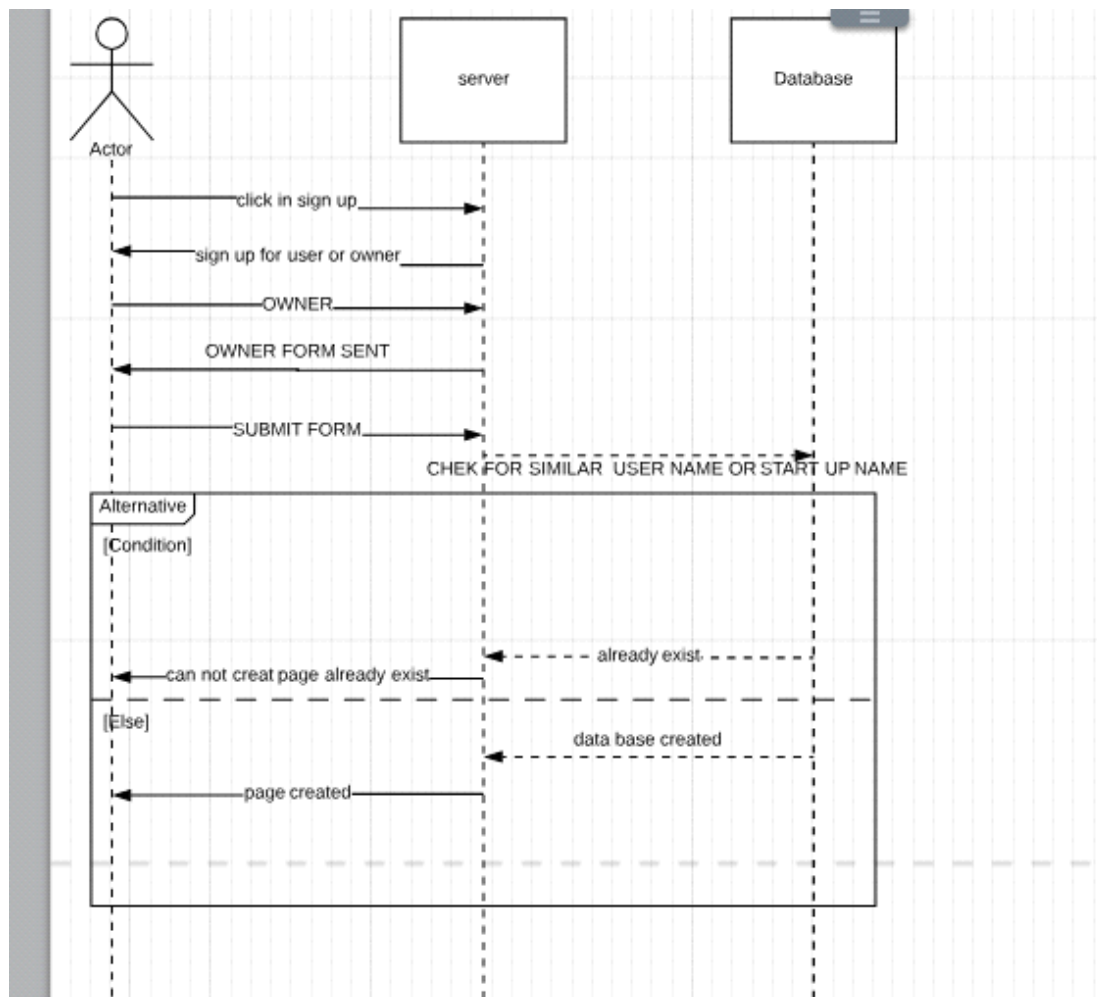 server
Database
Actor
click in sign up
sign up for user or owner
OWNER
OWNER FORM SENT
SUBMIT FORM
CHEK FOR SIMILAR USER NAME OR START UP NAME
Alternative
[Condition]
already exist
can not creat page already exist
[Else]
data base created
page created